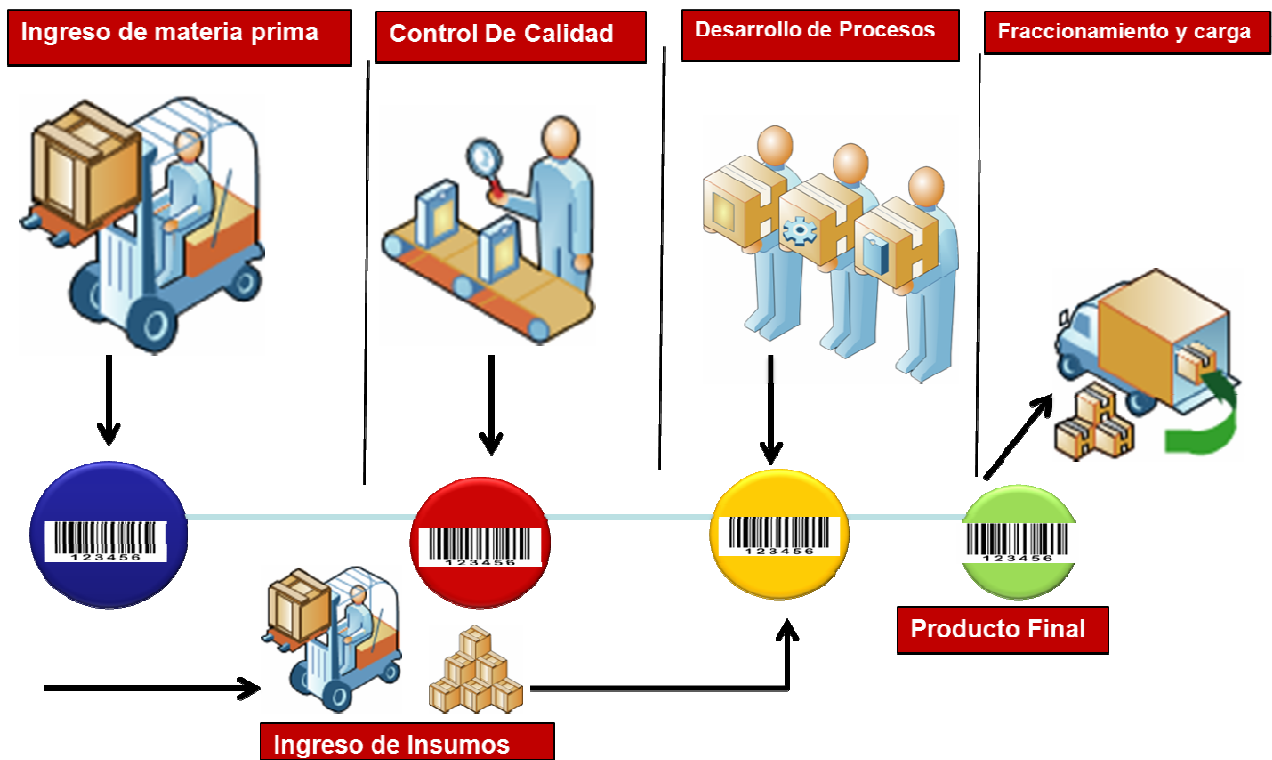 Ingreso de materia prima
Control De Calidad
Desarrollo de Procesos
Fraccionamiento y carga
123456
123456
123456
123456
Producto Final
Ingreso de Insumos